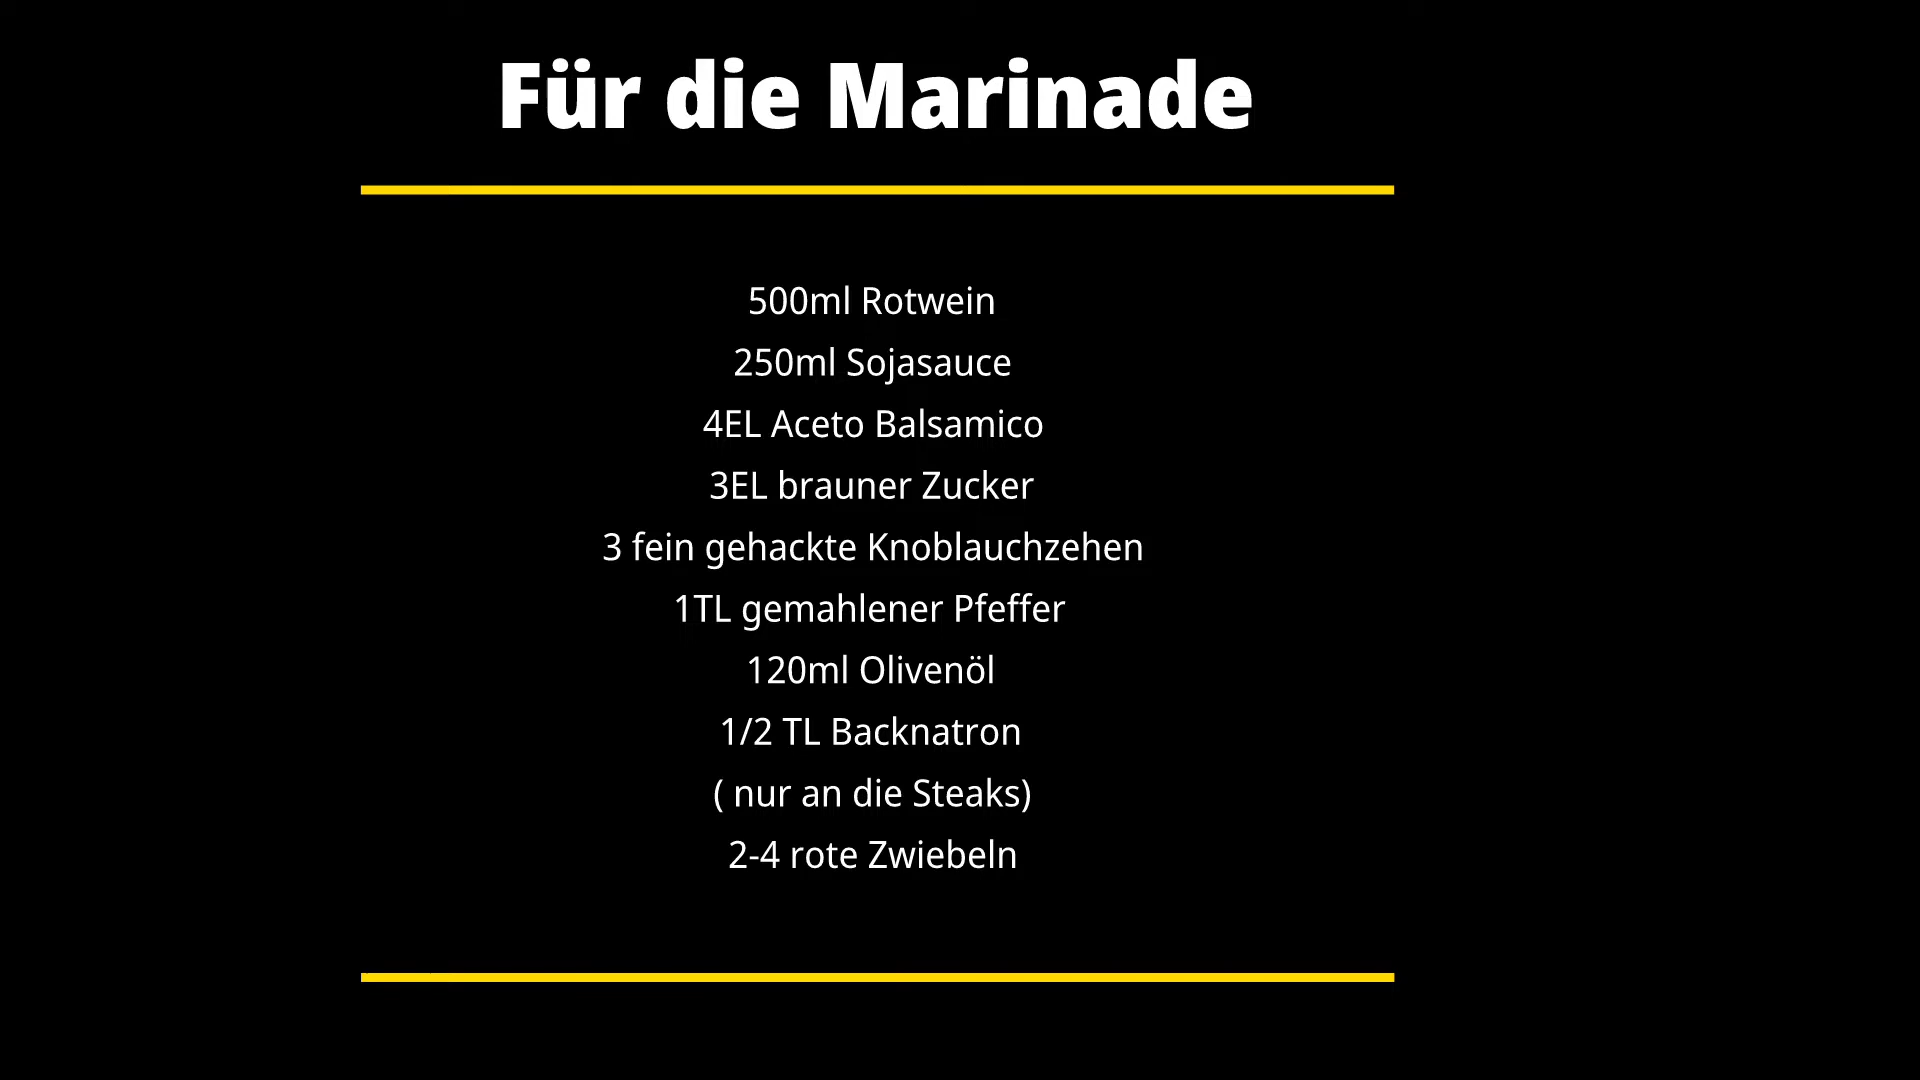 Für die Marinade
500ml Rotwein
250ml Sojasauce
4EL Aceto Balsamico
3EL brauner Zucker
3 fein gehackte Knoblauchzehen
1TL gemahlener Pfeffer
120ml Olivenöl
1/2 TL Backnatron
( nur an die Steaks)
2-4 rote Zwiebeln